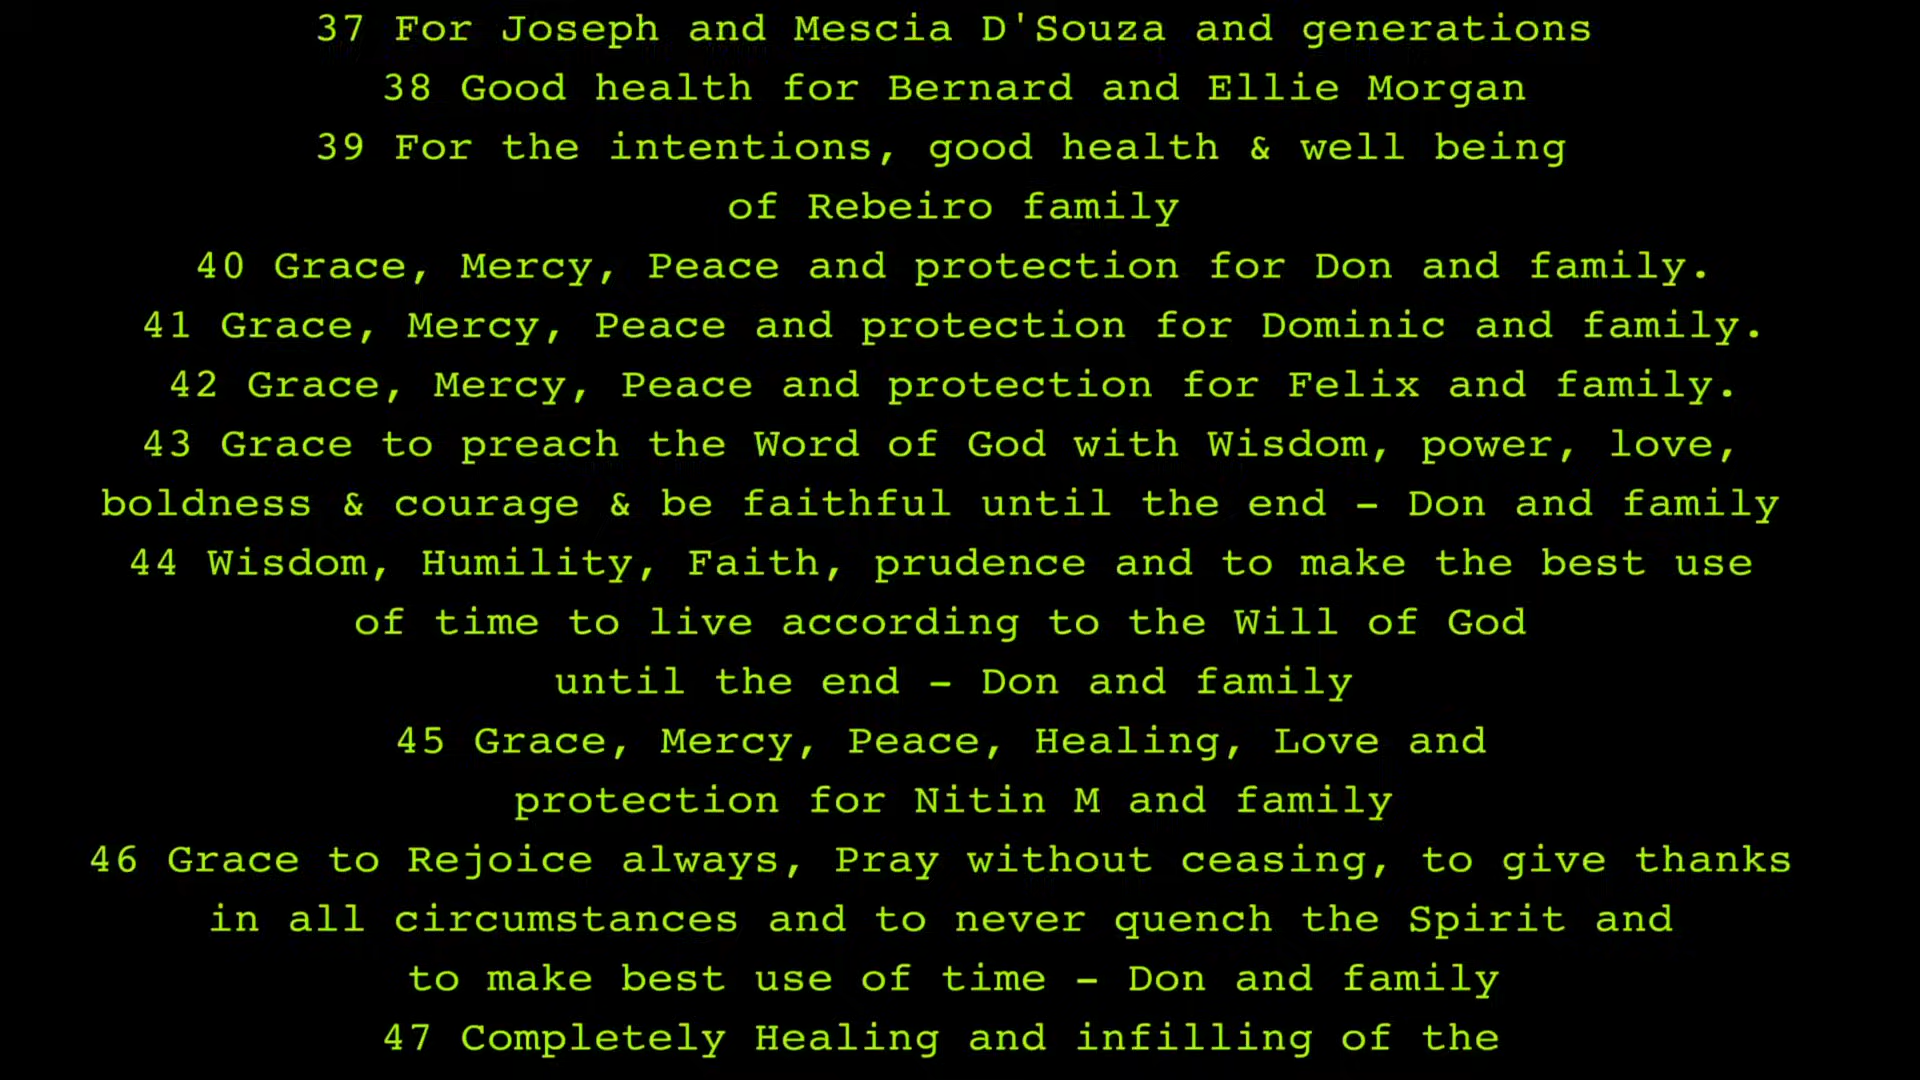 37 For Joseph and Mescia D'Souza and generations
38 Good health for Bernard and Ellie Morgan
39 For the intentions, good health & well being
of Rebeiro family
40 Grace, Mercy, Peace and protection for Don and family.
41 Grace, Mercy, Peace and protection for Dominic and family.
42 Grace, Mercy, Peace and protection for Felix and family.
43 Grace to preach the Word of God with Wisdom, power, love,
boldness & courage & be faithful until the end – Don and family
44 Wisdom, Humility, Faith, prudence and to make the best use
of time to live according to the Will of God
until the end – Don and family
45 Grace, Mercy, Peace, Healing, Love and
protection for Nitin M and family
46 Grace to Rejoice always, Pray without ceasing, to give thanks
in all circumstances and to never quench the Spirit and
to make best use of time – Don and family
47 Completely Healing and infilling of the